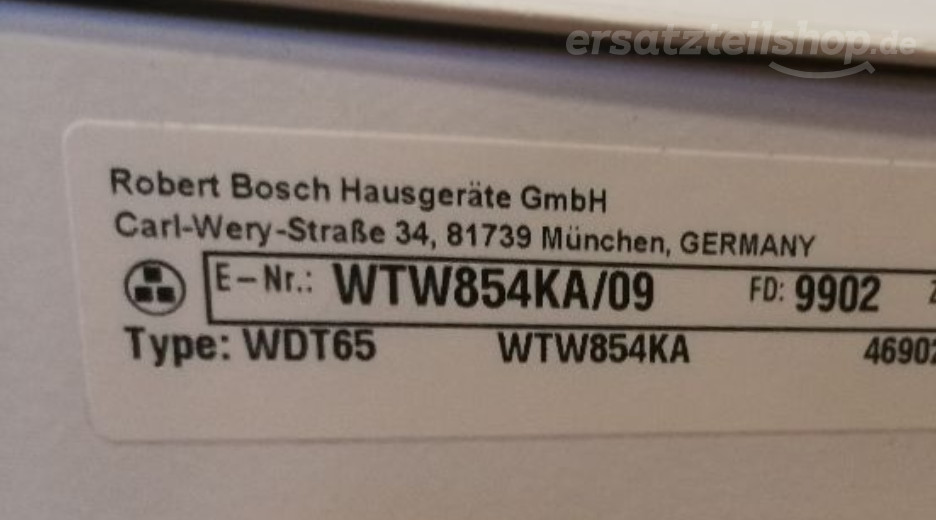 ersatzteilshop.de
Robert Bosch Hausgeräte GmbH
Carl-Wery-Straße 34, 81739 München, GERMANY
E-Nr.: WTW854KA/09 FD: 9902
Type: WDT65 WTW854KA